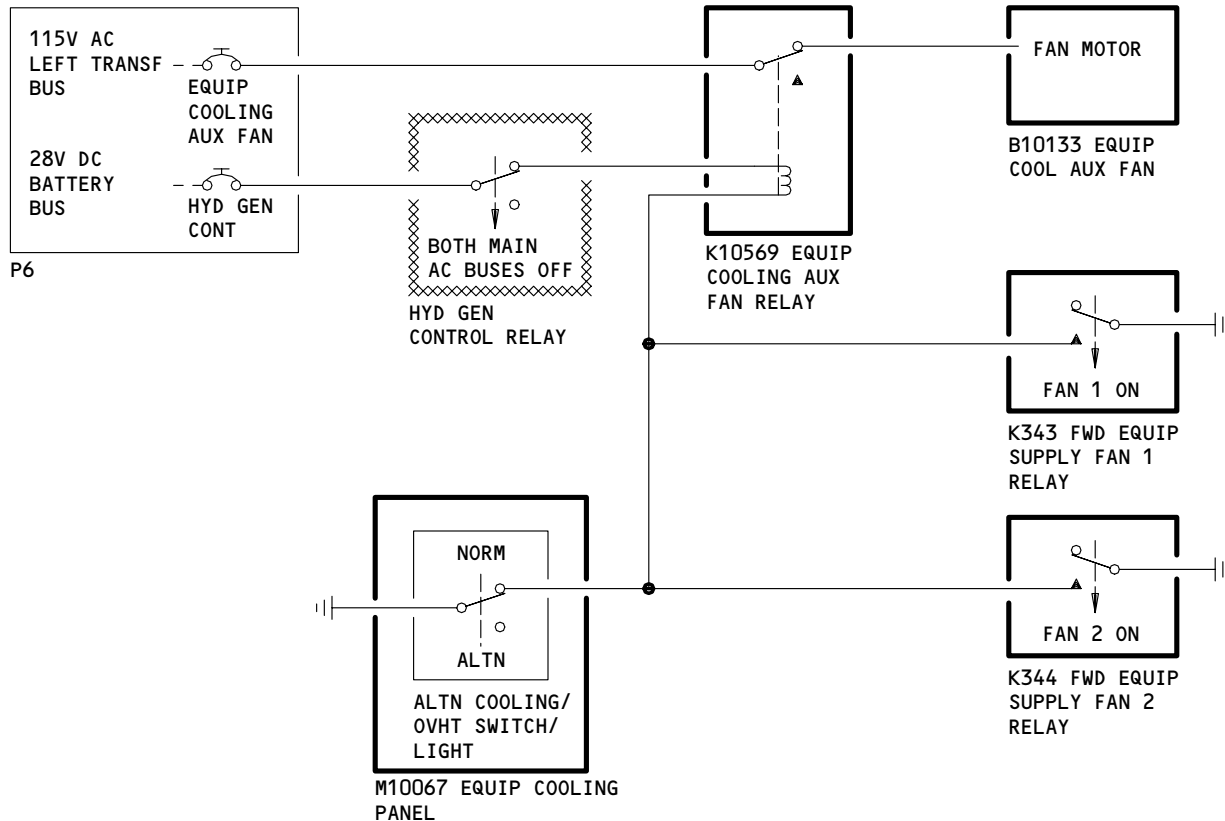 115V AC
LEFT TRANSF
BUS
EQUIP
COOLING
AUX FAN
28V DC
BATTERY
BUS
HYD GEN
CONT
P6
BOTH MAIN
AC BUSES OFF
HYD GEN
CONTROL RELAY
K10569 EQUIP
COOLING AUX
FAN RELAY
FAN MOTOR
B10133 EQUIP
COOL AUX FAN
FAN 1 ON
K343 FWD EQUIP
SUPPLY FAN 1
RELAY
NORM
ALTN
ALTN COOLING/
OVHT SWITCH/
LIGHT
M10067 EQUIP COOLING
PANEL
FAN 2 ON
K344 FWD EQUIP
SUPPLY FAN 2
RELAY